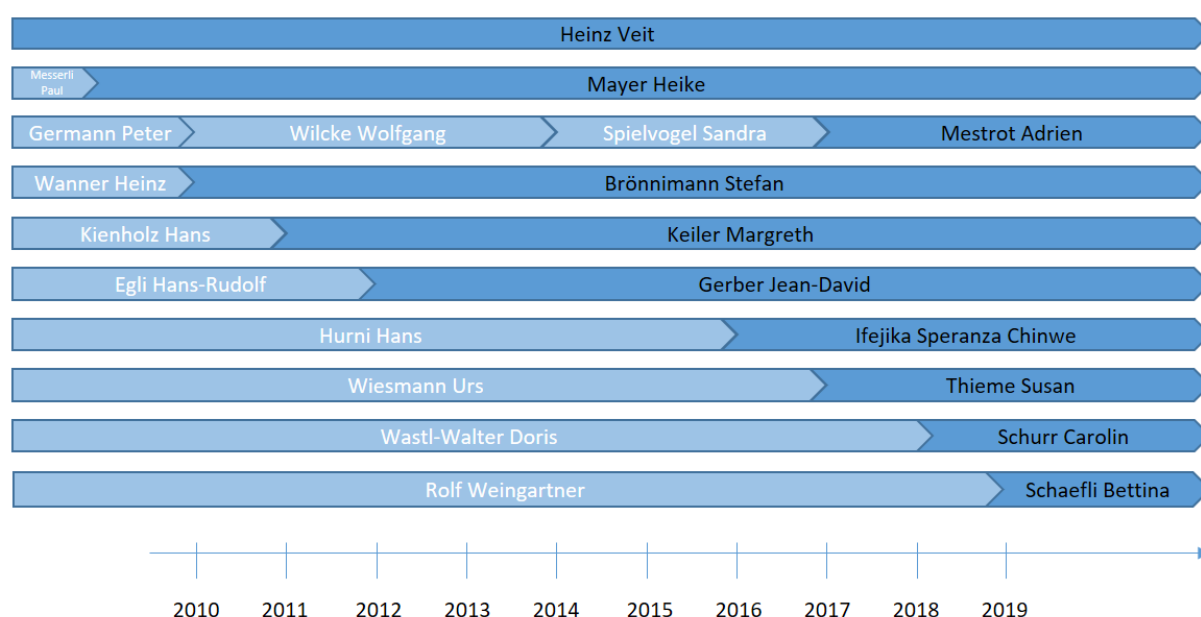 Heinz Veit
Messerli
Paul
Mayer Heike
Germann Peter
Wilcke Wolfgang
Spielvogel Sandra
Mestrot Adrien
Wanner Heinz
Brönnimann Stefan
Kienholz Hans
Keiler Margreth
Egli Hans-Rudolf
Gerber Jean-David
Hurni Hans
Ifejika Speranza Chinwe
Wiesmann Urs
Thieme Susan
Wastl-Walter Doris
Schurr Carolin
Rolf Weingartner
Schaefli Bettina
2010 2011 2012 2013 2014 2015 2016 2017 2018 2019